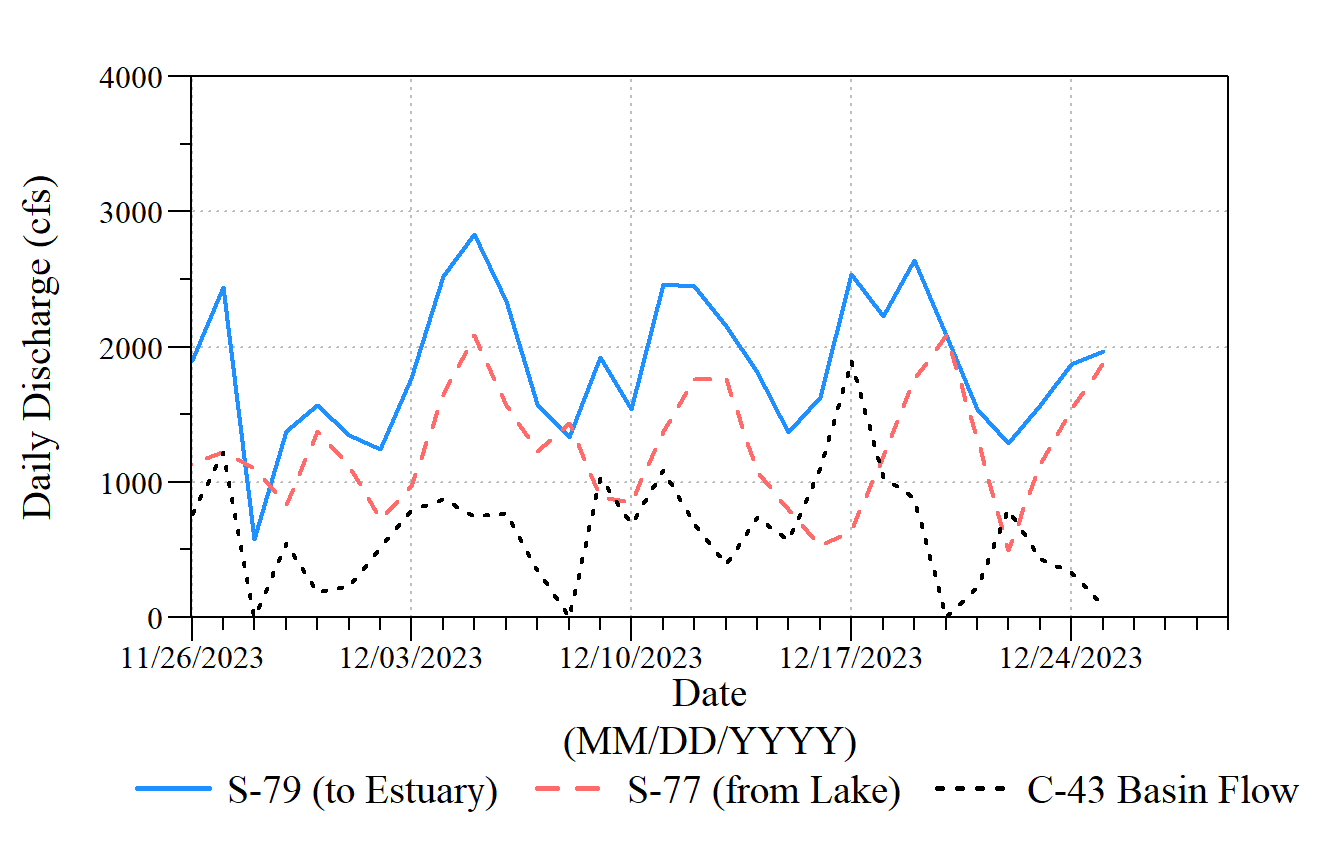 4000
3000
2000
1000
0
Daily Discharge (cfs)
11/26/2023 12/03/2023 12/10/2023 12/17/2023 12/24/2023
Date
(MM/DD/YYYY)
S-79 (to Estuary) S-77 (from Lake) C-43 Basin Flow